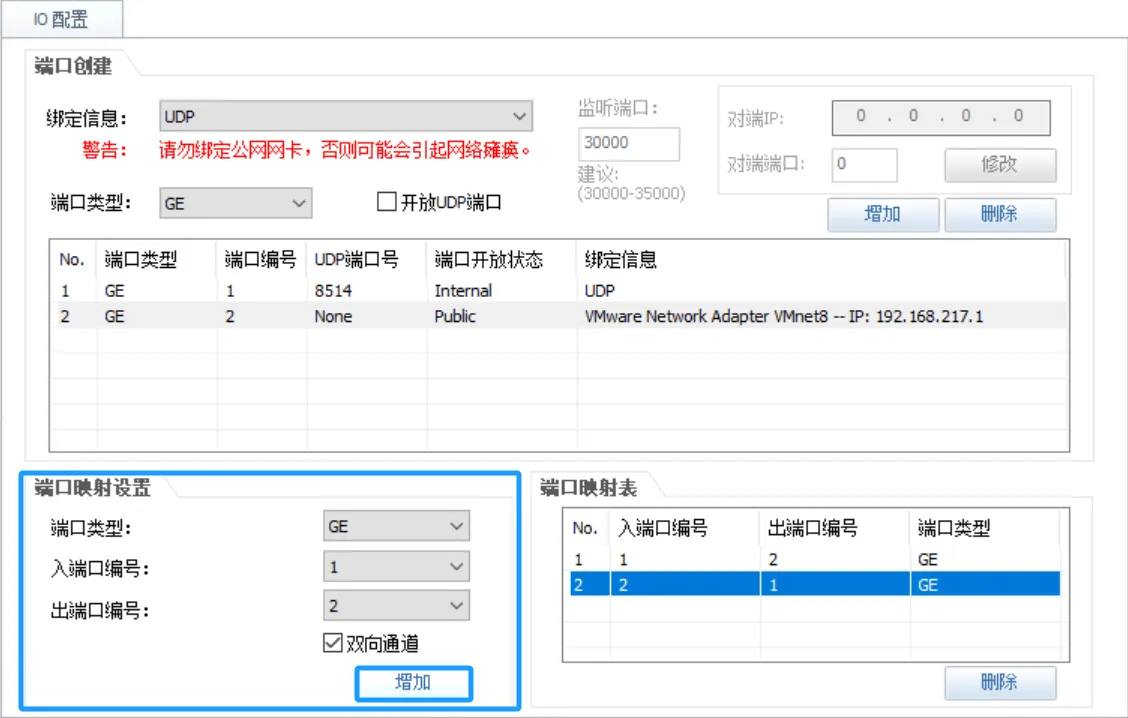 IO 配置
端口创建
绑定信息： UDP
警告： 请勿绑定公网网卡，否则可能会引起网络瘫痪。
监听端口：
30000
建议：
(30000-35000)
对端IP: 0 . 0 . 0 . 0
对端端口: 0 修改
端口类型： GE 开放UDP端口
增加 删除
No. 端口类型 端口编号 UDP端口号 端口开放状态 绑定信息
1 GE 1 8514 Internal UDP
2 GE 2 None Public VMware Network Adapter VMnet8 -- IP: 192.168.217.1
端口映射设置
端口类型： GE
入端口编号： 1
出端口编号： 2
双向通道
增加
端口映射表
No. 入端口编号 出端口编号 端口类型
1 1 2 GE
2 2 1 GE
删除